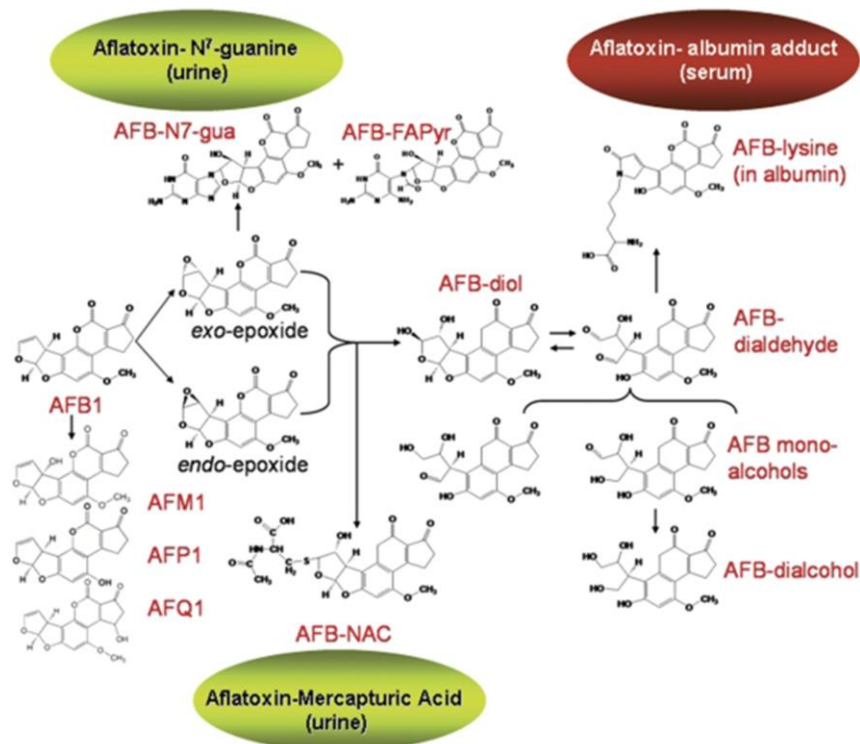 Aflatoxin- N⁷-guanine
(urine)
Aflatoxin- albumin adduct
(serum)
AFB-N7-gua
AFB-FAPyr
+
AFB-lysine
(in albumin)
exo-epoxide
AFB-diol
AFB-
dialdehyde
AFB1
endo-epoxide
AFB mono-
alcohols
AFM1
AFP1
AFB-dialcohol
AFQ1
AFB-NAC
Aflatoxin-Mercapturic Acid
(urine)